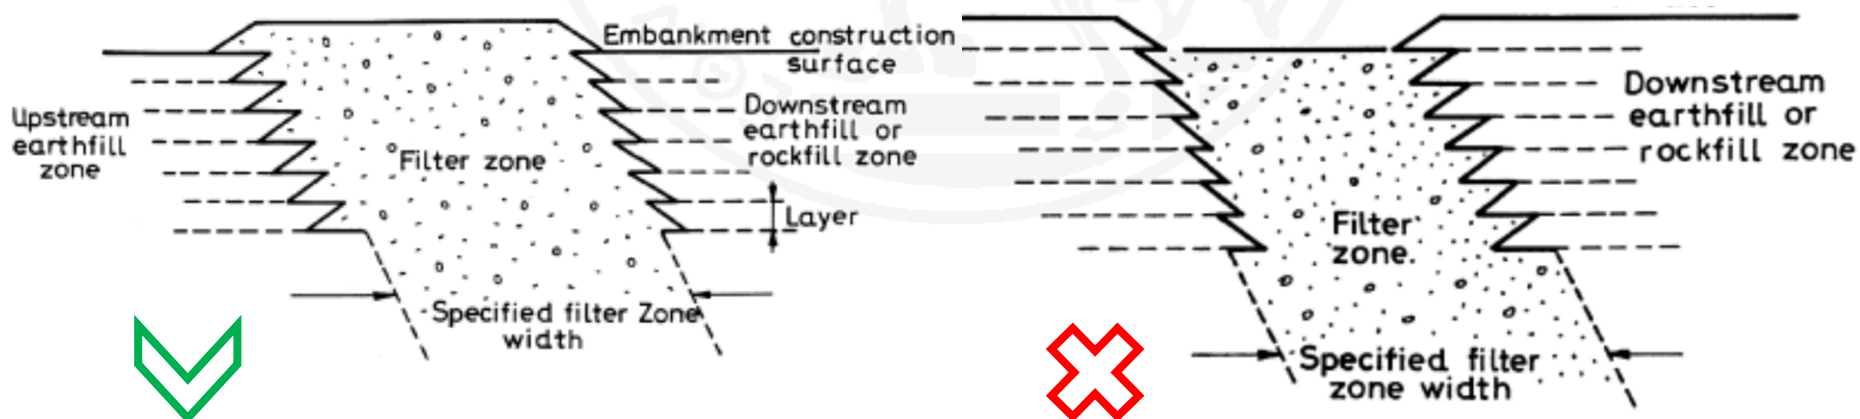 Embankment construction
surface
Upstream
earthfill
zone
Filter zone
Downstream
earthfill or
rockfill zone
Layer
Specified filter Zone
width
Downstream
earthfill or
rockfill zone
Filter
zone.
Specified filter
zone width